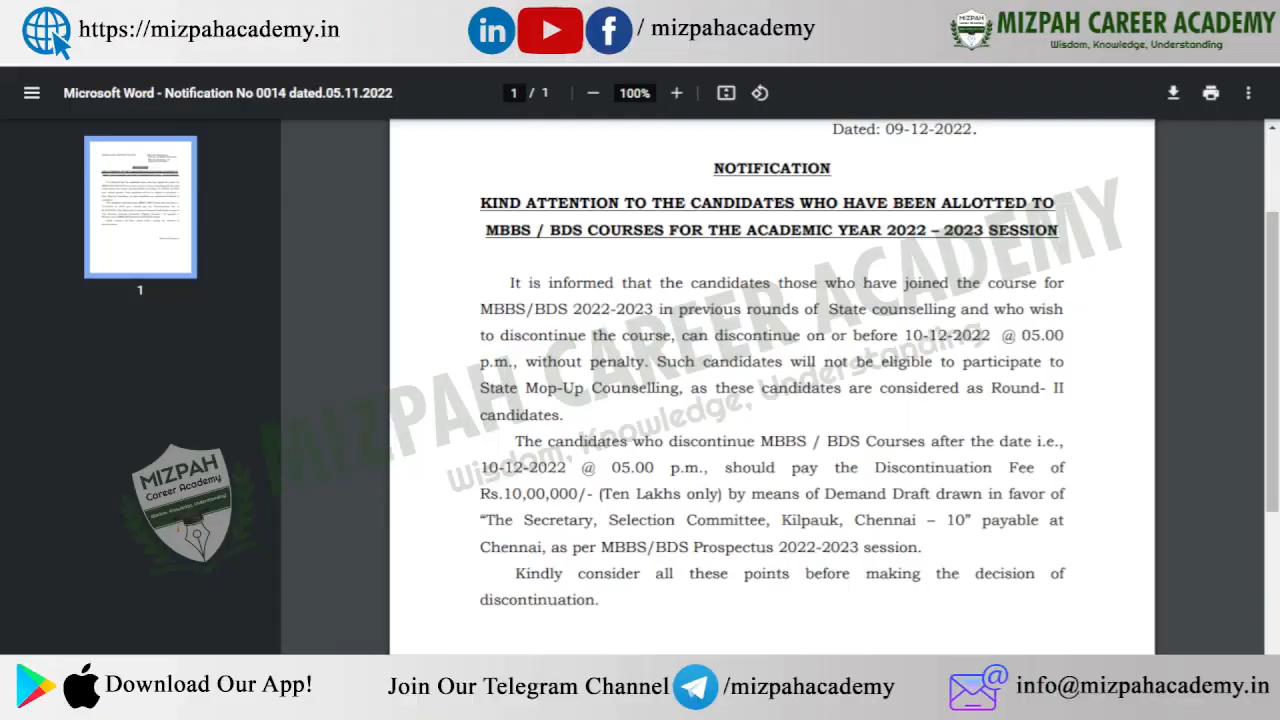 https://mizpahacademy.in
/ mizpahacademy
MIZPAH CAREER ACADEMY
Wisdom, Knowledge, Understanding
Microsoft Word - Notification No 0014 dated.05.11.2022
1 / 1
100%
1
Dated: 09-12-2022.
NOTIFICATION
KIND ATTENTION TO THE CANDIDATES WHO HAVE BEEN ALLOTTED TO
MBBS / BDS COURSES FOR THE ACADEMIC YEAR 2022 – 2023 SESSION
It is informed that the candidates those who have joined the course for
MBBS/BDS 2022-2023 in previous rounds of State counselling and who wish
to discontinue the course, can discontinue on or before 10-12-2022 @ 05.00
p.m., without penalty. Such candidates will not be eligible to participate to
State Mop-Up Counselling, as these candidates are considered as Round- II
candidates.
The candidates who discontinue MBBS / BDS Courses after the date i.e.,
10-12-2022 @ 05.00 p.m., should pay the Discontinuation Fee of
Rs.10,00,000/- (Ten Lakhs only) by means of Demand Draft drawn in favor of
“The Secretary, Selection Committee, Kilpauk, Chennai – 10” payable at
Chennai, as per MBBS/BDS Prospectus 2022-2023 session.
Kindly consider all these points before making the decision of
discontinuation.
MIZPAH CAREER ACADEMY
Wisdom, Knowledge, Understanding
MIZPAH
Career Academy
Download Our App!
Join Our Telegram Channel
/mizpahacademy
@
info@mizpahacademy.in